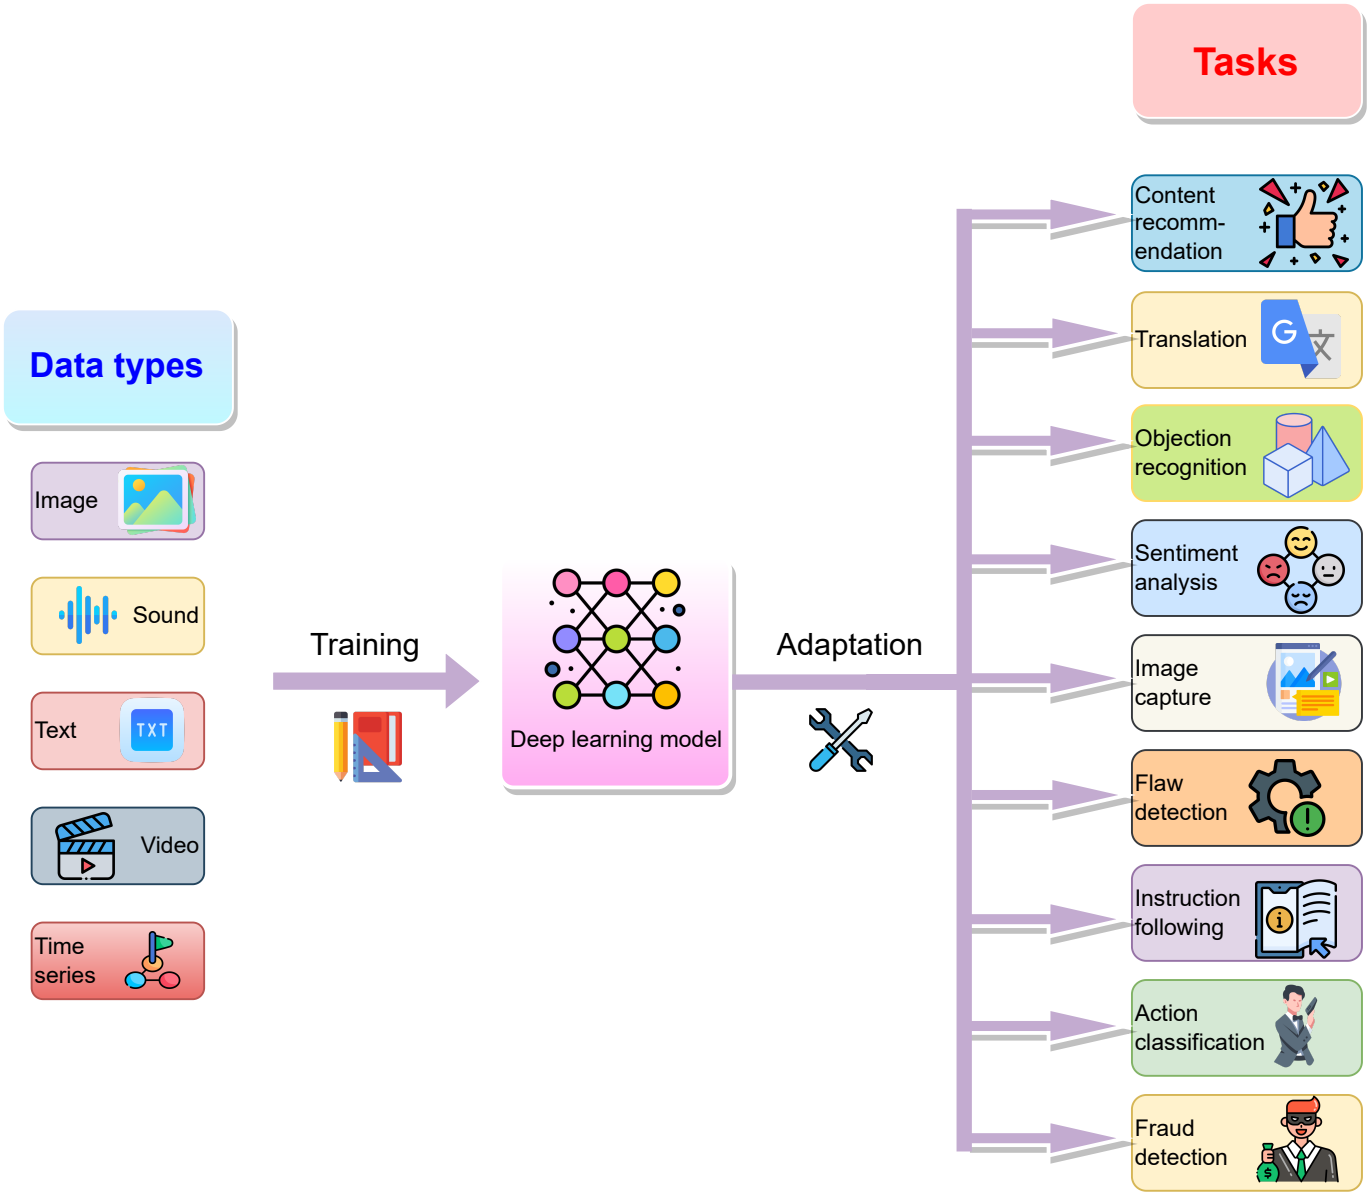 Tasks
Content
recomm-
endation
Translation
G 文
Objection
recognition
Sentiment
analysis
Image
capture
Flaw
detection
Instruction
following
i
Action
classification
Fraud
detection
$
Data types
Image
Sound
Text
TXT
Video
Time
series
Training
Deep learning model
Adaptation